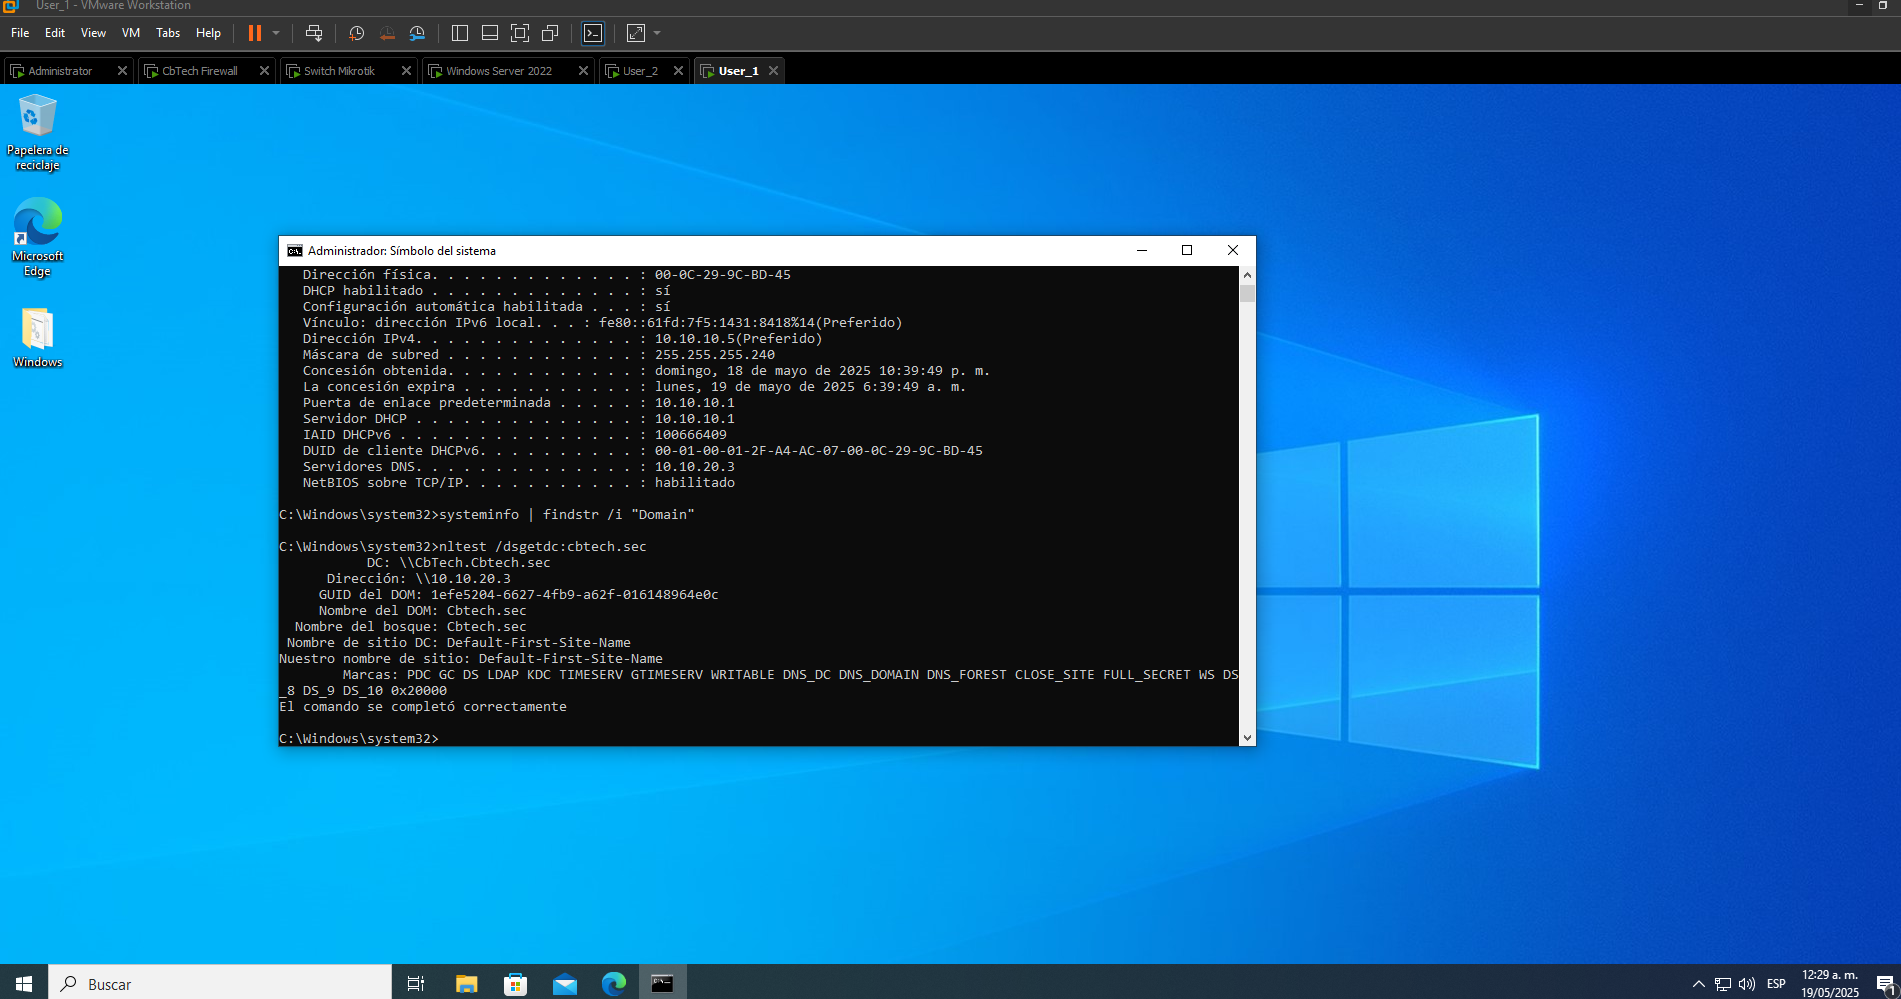 User_1 - VMware Workstation
File Edit View VM Tabs Help
Administrator
CbTech Firewall
Switch Mikrotik
Windows Server 2022
User_2
User_1
Papelera de
reciclaje
Microsoft
Edge
Windows
Administrador: Símbolo del sistema
Dirección física. . . . . . . . . . . . . : 00-0C-29-9C-BD-45
DHCP habilitado . . . . . . . . . . . . . : sí
Configuración automática habilitada . . . : sí
Vínculo: dirección IPv6 local. . . : fe80::61fd:7f5:1431:8418%14(Preferido)
Dirección IPv4. . . . . . . . . . . . . . : 10.10.10.5(Preferido)
Máscara de subred . . . . . . . . . . . . : 255.255.255.240
Concesión obtenida. . . . . . . . . . . . : domingo, 18 de mayo de 2025 10:39:49 p. m.
La concesión expira . . . . . . . . . . . : lunes, 19 de mayo de 2025 6:39:49 a. m.
Puerta de enlace predeterminada . . . . . : 10.10.10.1
Servidor DHCP . . . . . . . . . . . . . . : 10.10.10.1
IAID DHCPv6 . . . . . . . . . . . . . . . : 100666409
DUID de cliente DHCPv6. . . . . . . . . . : 00-01-00-01-2F-A4-AC-07-00-0C-29-9C-BD-45
Servidores DNS. . . . . . . . . . . . . . : 10.10.20.3
NetBIOS sobre TCP/IP. . . . . . . . . . . : habilitado
C:\Windows\system32>systeminfo | findstr /i "Domain"
C:\Windows\system32>nltest /dsgetdc:cbtech.sec
DC: \\CbTech.Cbtech.sec
Dirección: \\10.10.20.3
GUID del DOM: 1efe5204-6627-4fb9-a62f-016148964e0c
Nombre del DOM: Cbtech.sec
Nombre del bosque: Cbtech.sec
Nombre de sitio DC: Default-First-Site-Name
Nuestro nombre de sitio: Default-First-Site-Name
Marcas: PDC GC DS LDAP KDC TIMESERV GTIMESERV WRITABLE DNS_DC DNS_DOMAIN DNS_FOREST CLOSE_SITE FULL_SECRET WS DS
_8 DS_9 DS_10 0x20000
El comando se completó correctamente
C:\Windows\system32>
Buscar
ESP
12:29 a. m.
19/05/2025
1